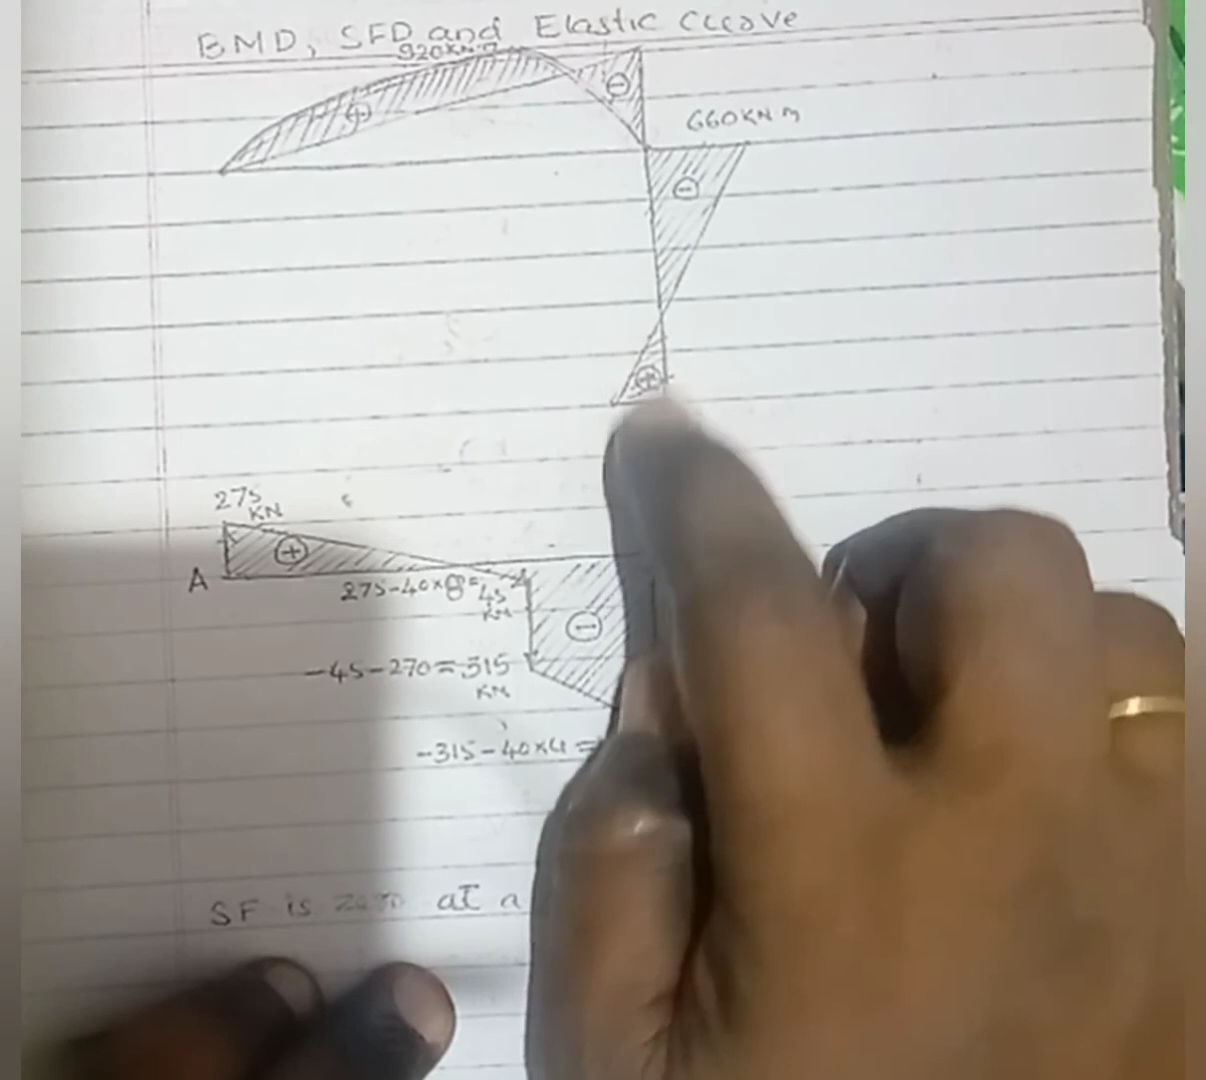 BMD, SFD and Elastic Curve
920KN·m
+
-
660KN·m
-
+
275
KN
+
A
275-40×8=45
KN
-
-45-270=-315
KN
-315-40×4=
SF is zero at a